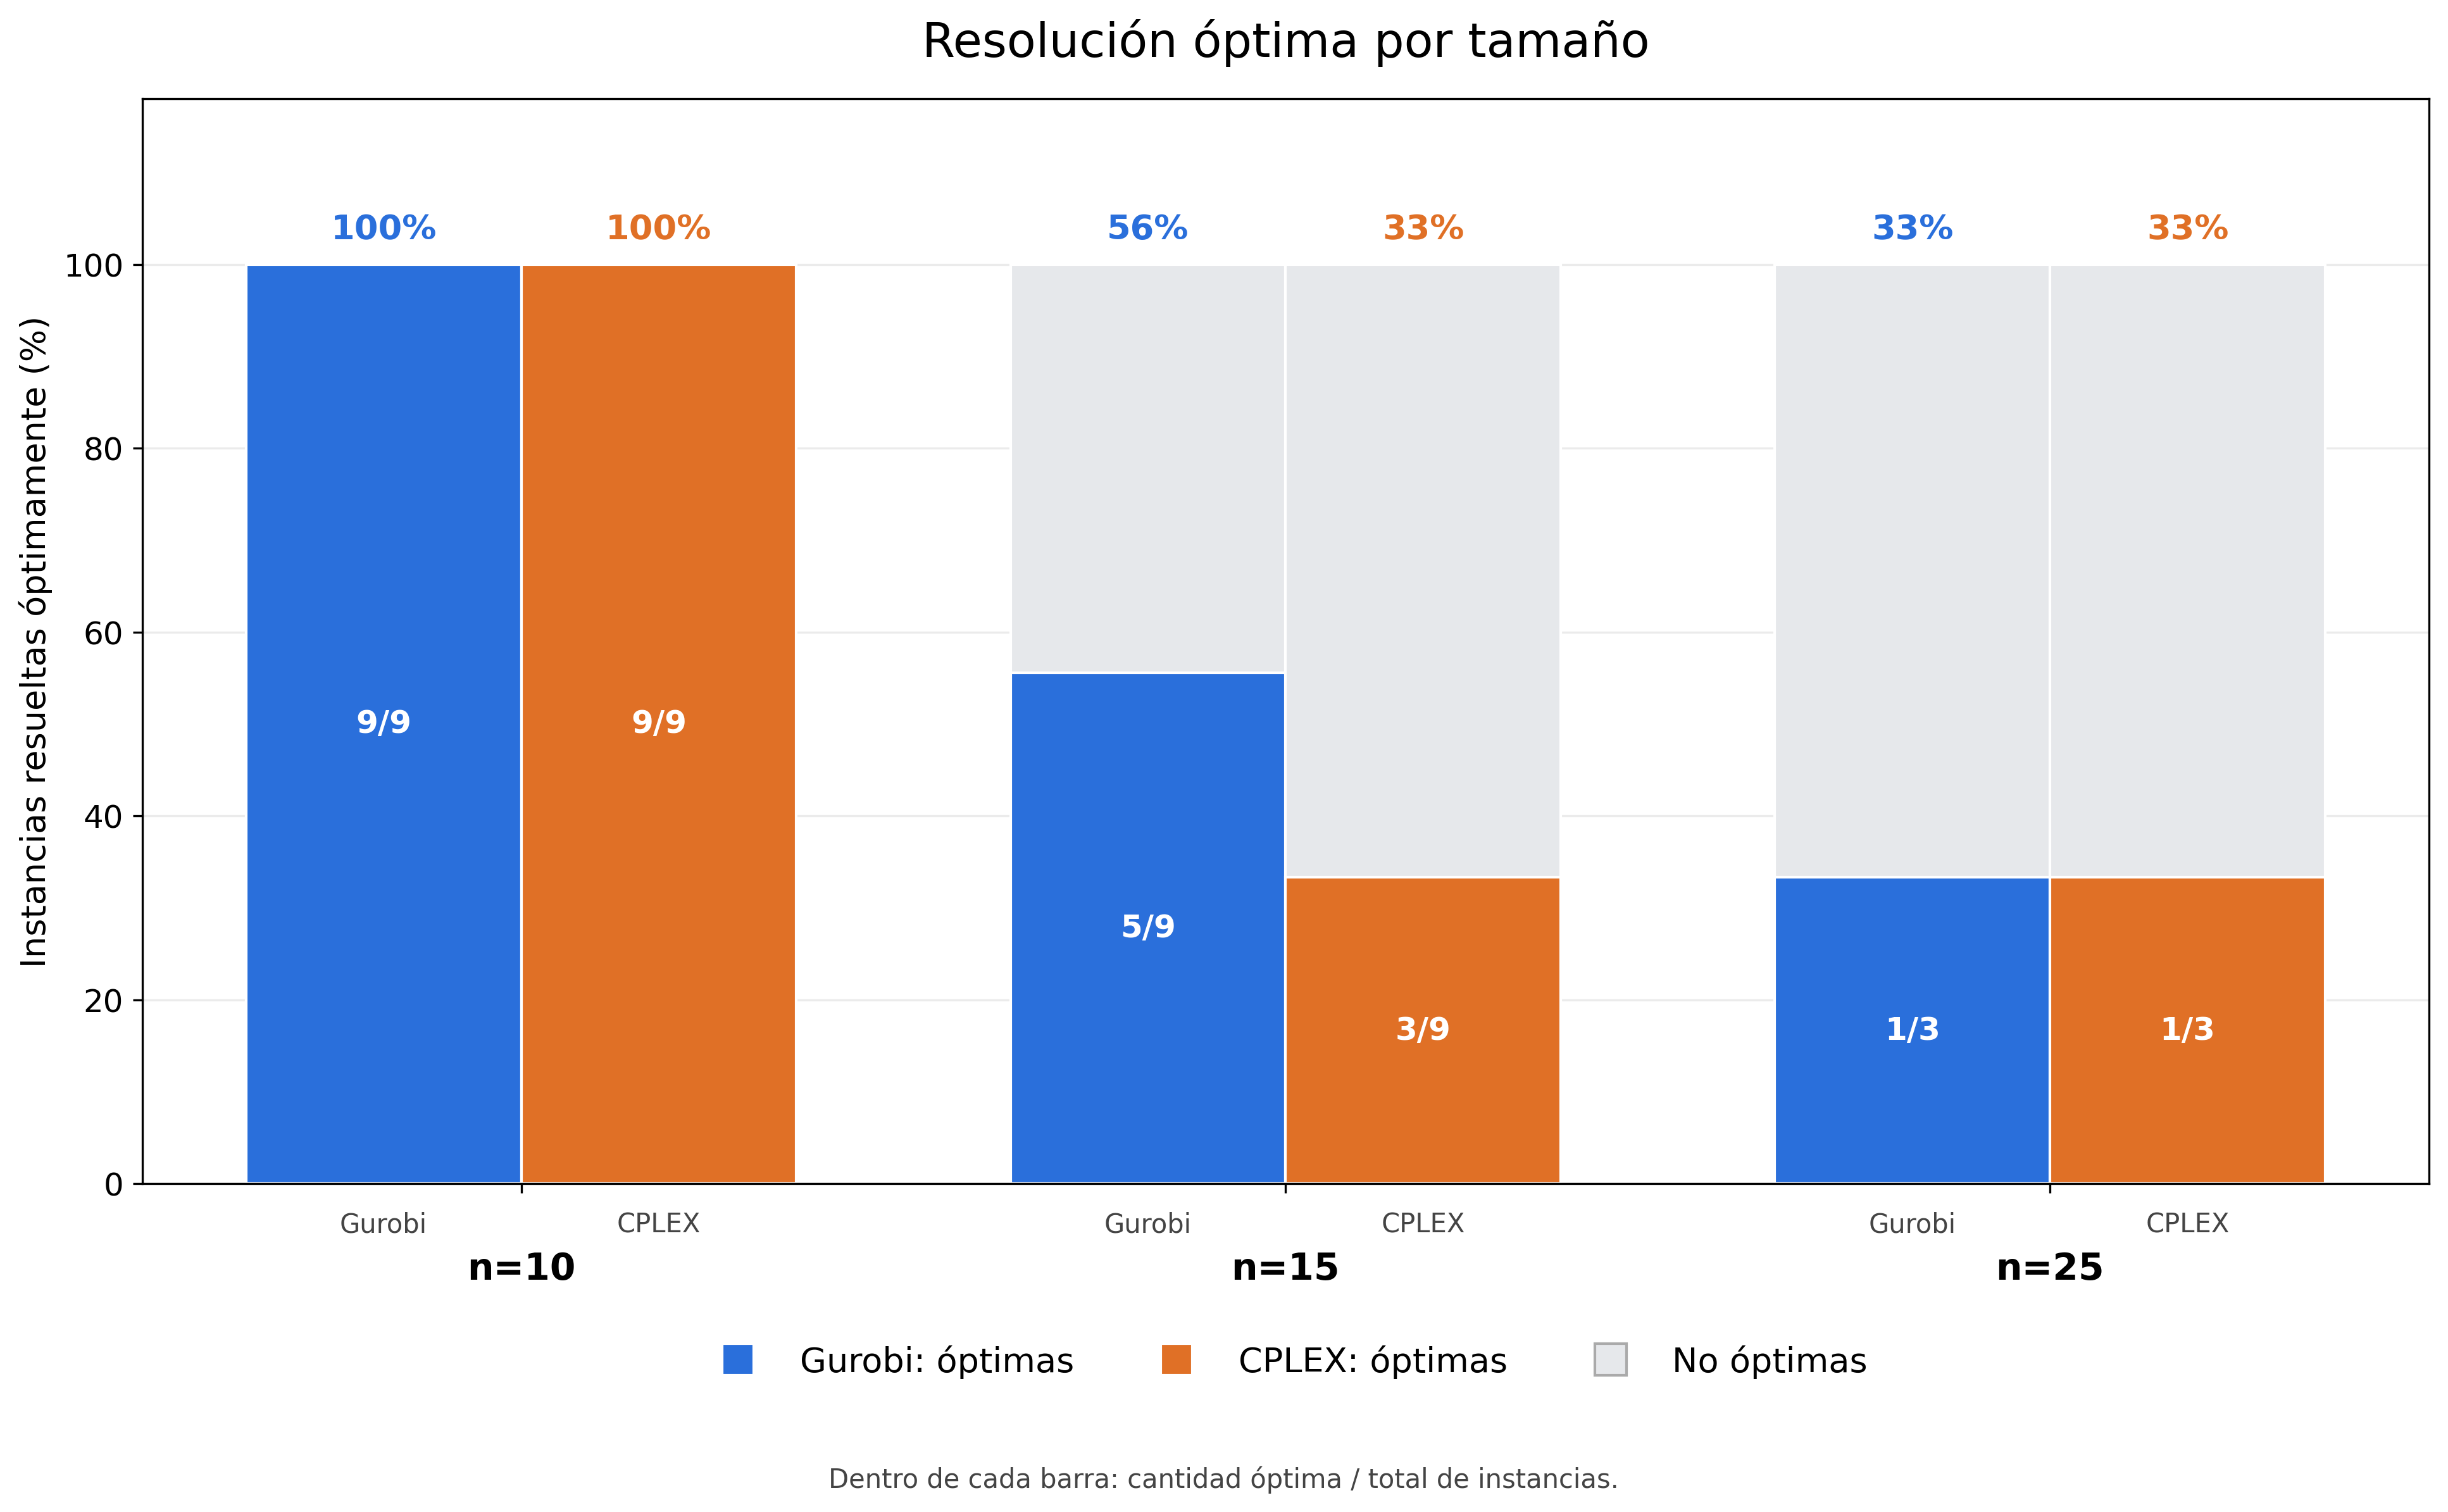 Resolución óptima por tamaño
Instancias resueltas óptimamente (%)
100
80
60
40
20
0
100%
100%
56%
33%
33%
33%
9/9
9/9
5/9
3/9
1/3
1/3
Gurobi
CPLEX
Gurobi
CPLEX
Gurobi
CPLEX
n=10
n=15
n=25
Gurobi: óptimas
CPLEX: óptimas
No óptimas
Dentro de cada barra: cantidad óptima / total de instancias.